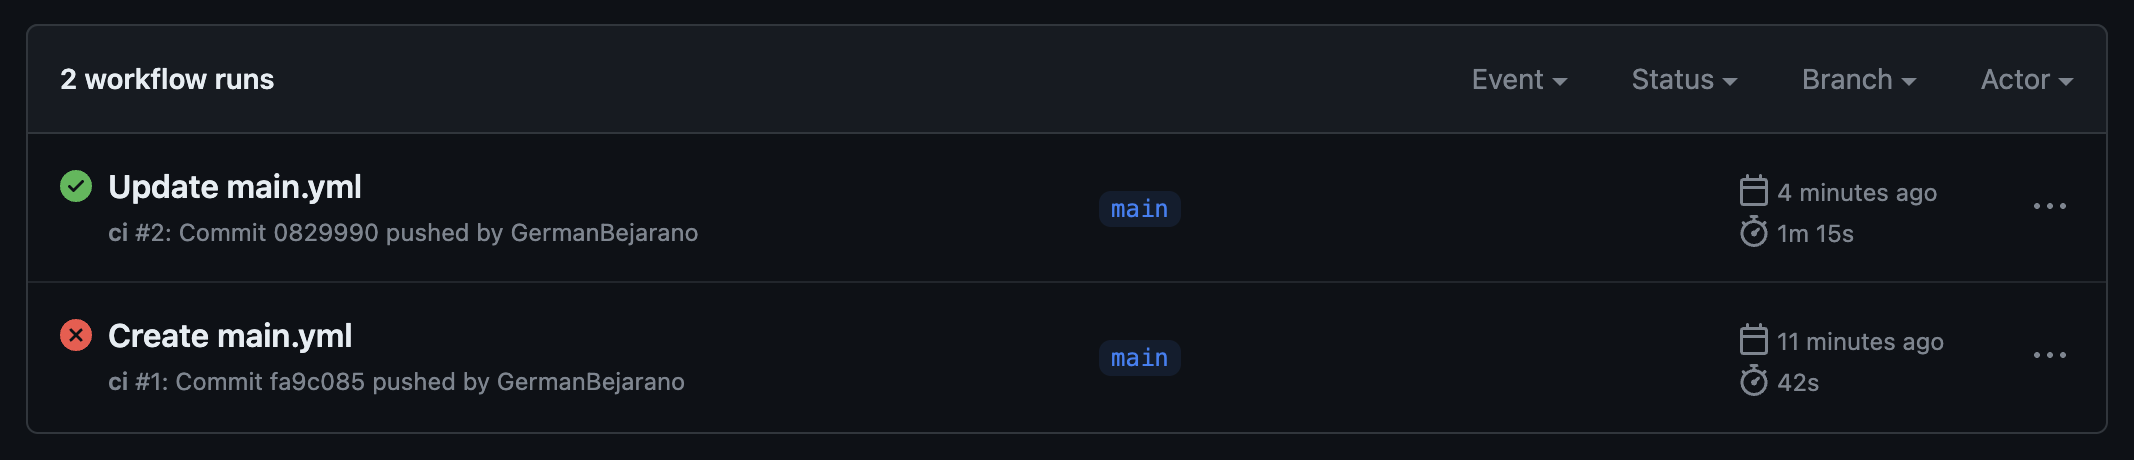 2 workflow runs
Event
Status
Branch
Actor
Update main.yml
ci #2: Commit 0829990 pushed by GermanBejarano
main
4 minutes ago
1m 15s
Create main.yml
ci #1: Commit fa9c085 pushed by GermanBejarano
main
11 minutes ago
42s